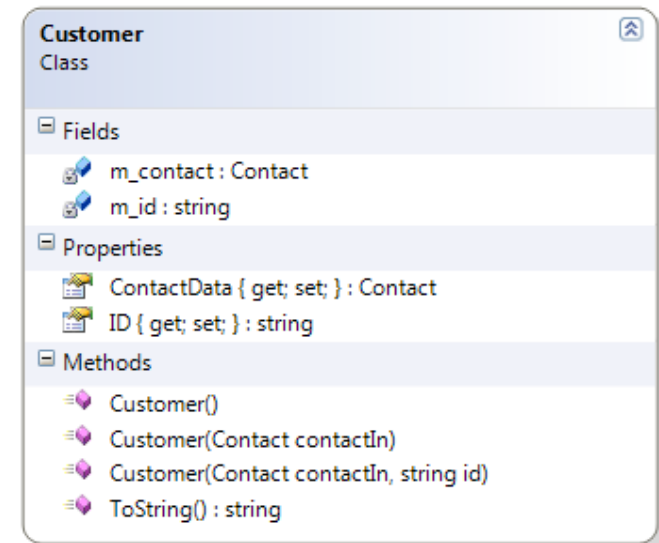 Customer
Class
Fields
m_contact : Contact
m_id : string
Properties
ContactData { get; set; } : Contact
ID { get; set; } : string
Methods
Customer()
Customer(Contact contactIn)
Customer(Contact contactIn, string id)
ToString() : string